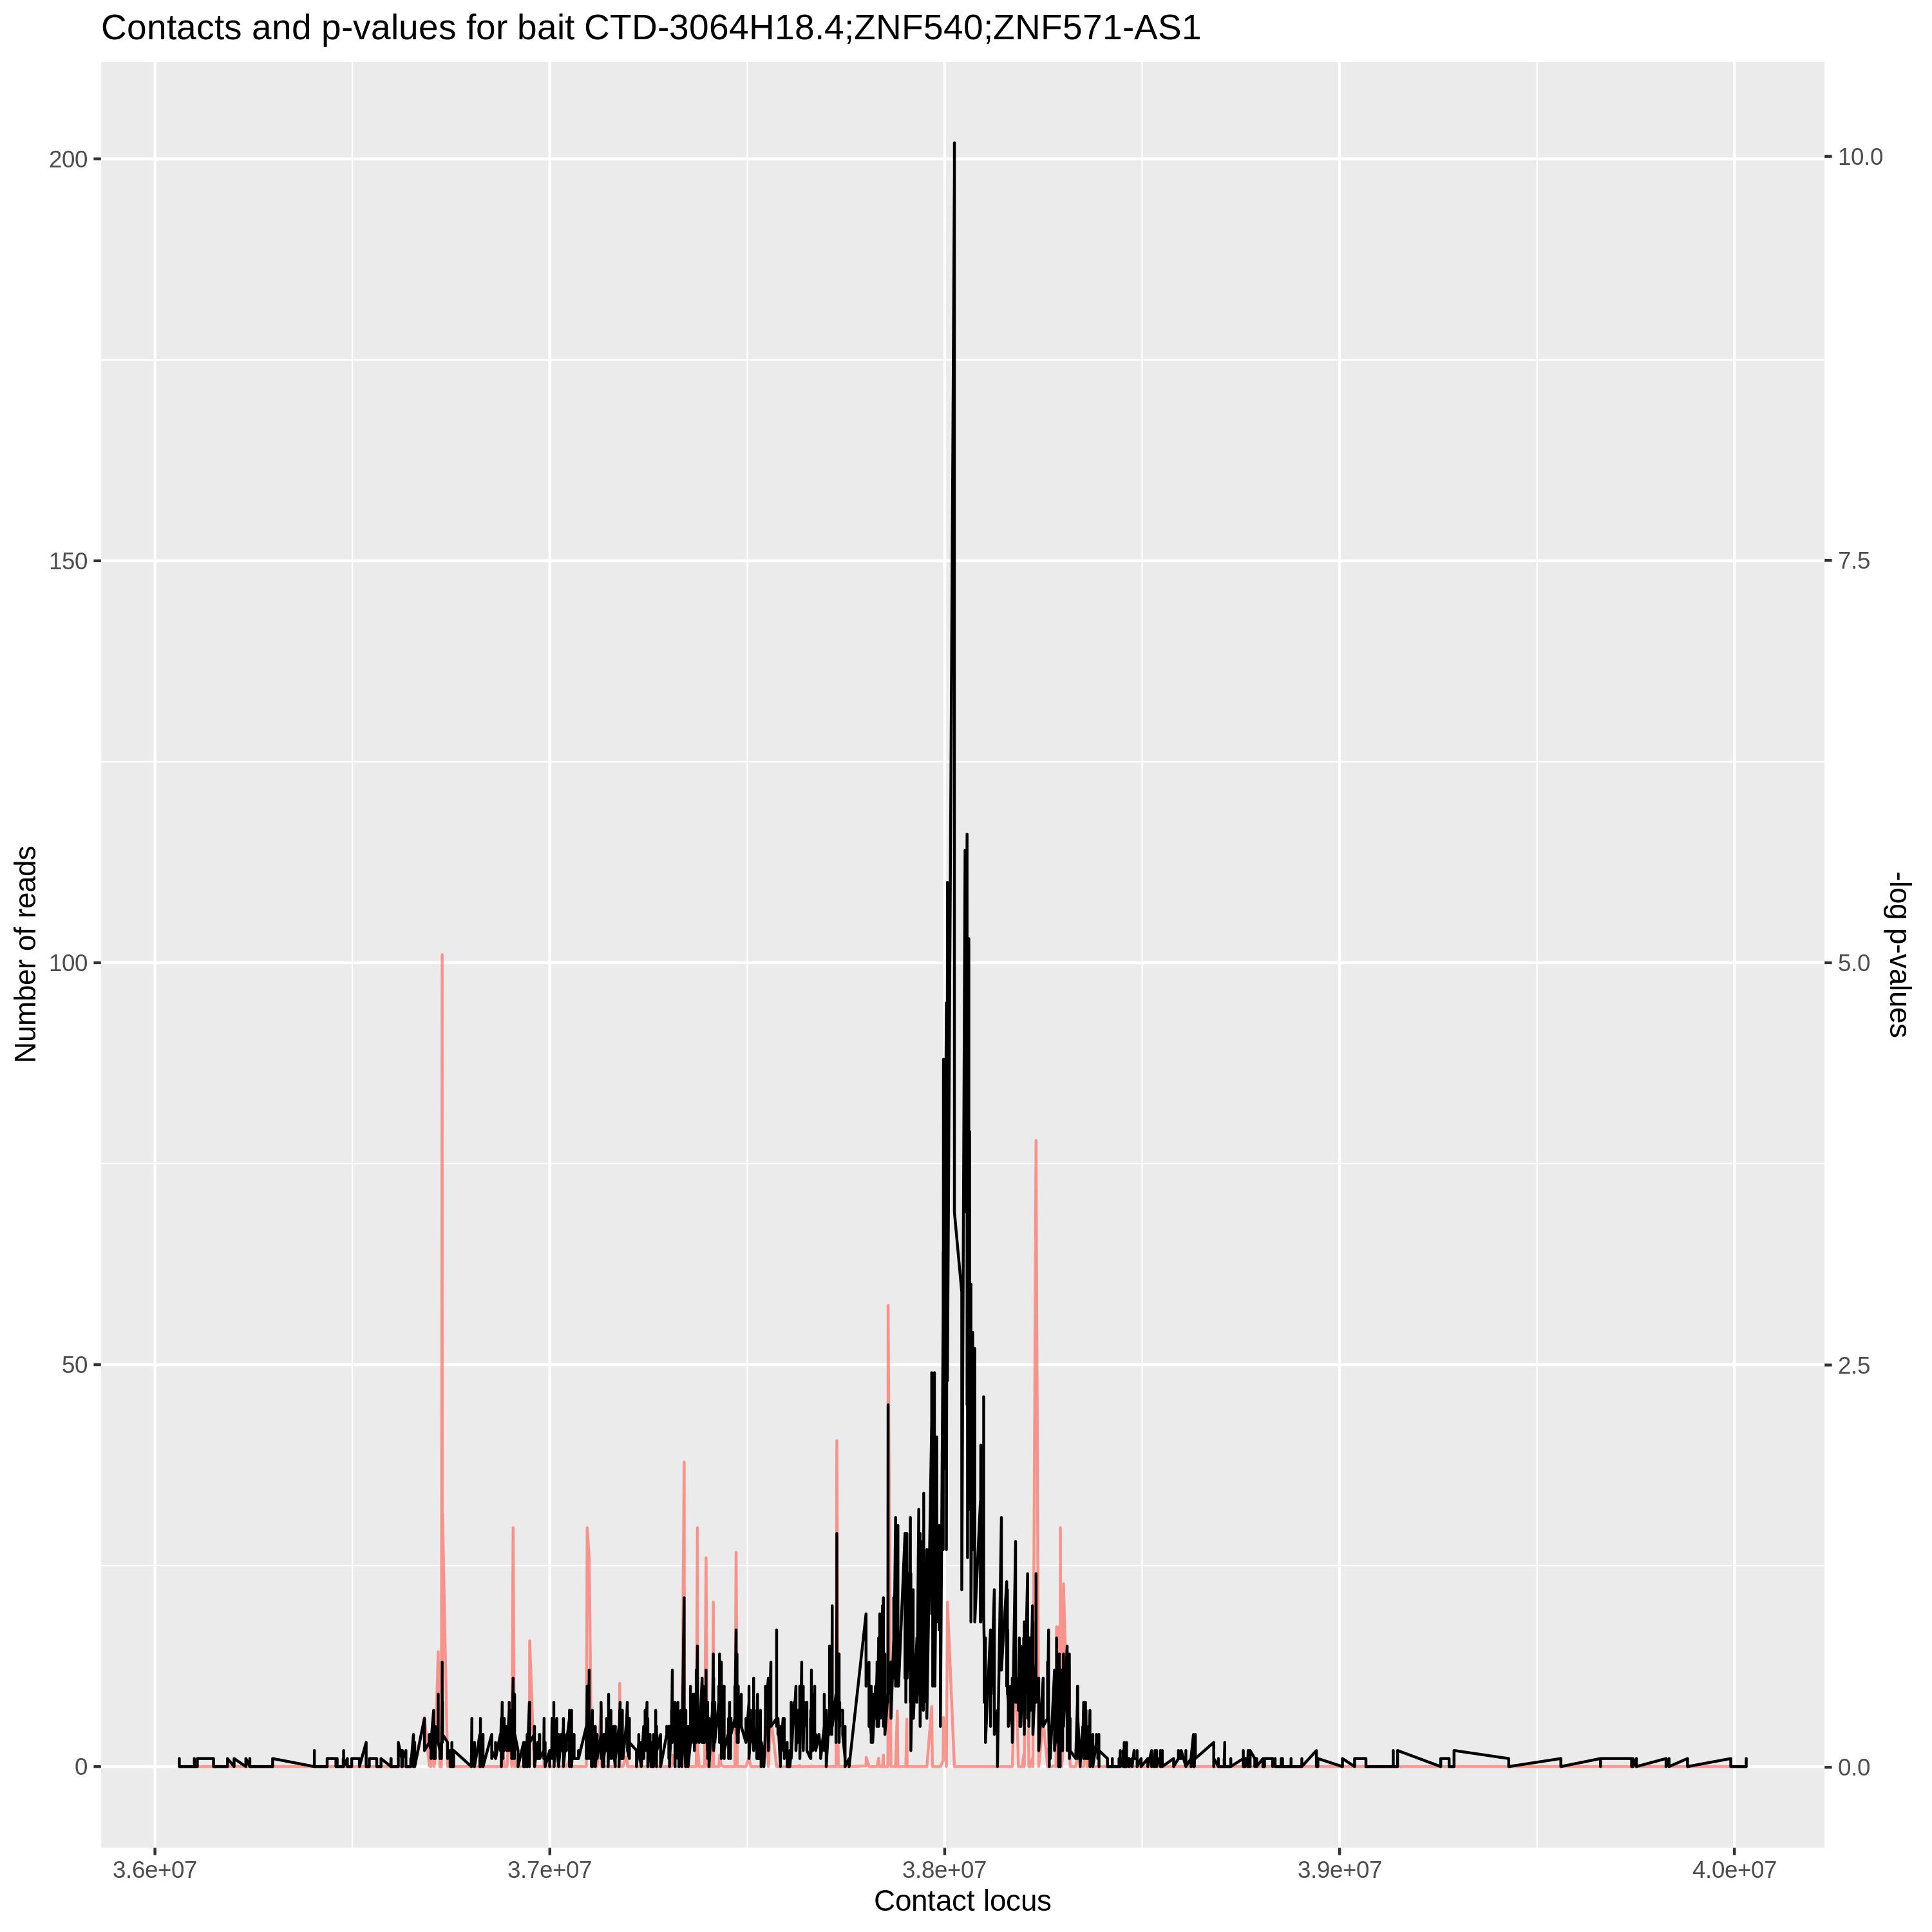 Contacts and p-values for bait CTD-3064H18.4;ZNF540;ZNF571-AS1
200
150
100
50
0
Number of reads
10.0
7.5
5.0
2.5
0.0
-log p-values
3.6e+07
3.7e+07
3.8e+07
3.9e+07
4.0e+07
Contact locus